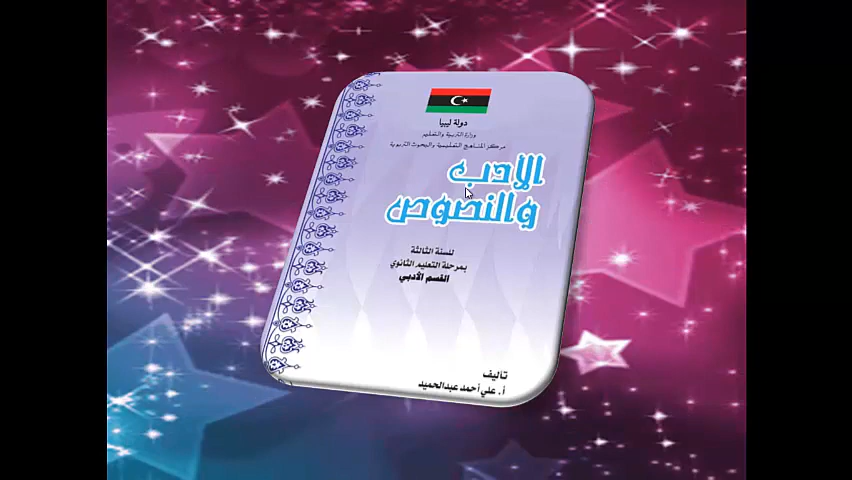 دولة ليبيا
وزارة التربية والتعليم
مركز المناهج التعليمية والبحوث التربوية
الأدب
والنصوص
للسنة الثالثة
بمرحلة التعليم الثانوي
القسم الأدبي
تأليف
أ. علي أحمد عبدالحميد